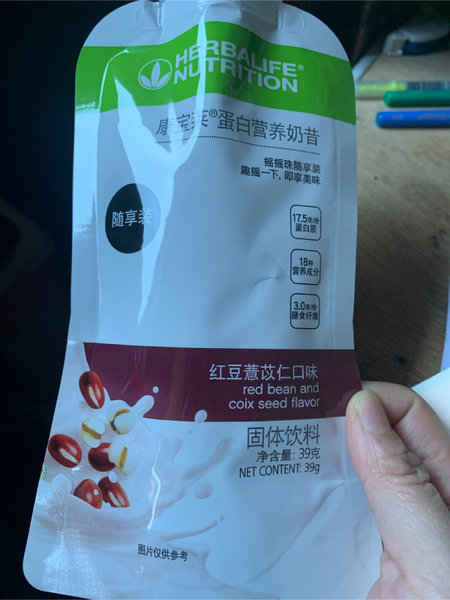 HERBALIFE®
NUTRITION
康宝莱®蛋白营养奶昔
摇摇珠随享装
趣摇一下, 即享美味
随享装
17.5克/份
蛋白质
18种
营养成分
3.0克/份
膳食纤维
红豆薏苡仁口味
red bean and
coix seed flavor
固体饮料
净含量: 39克
NET CONTENT: 39g
图片仅供参考